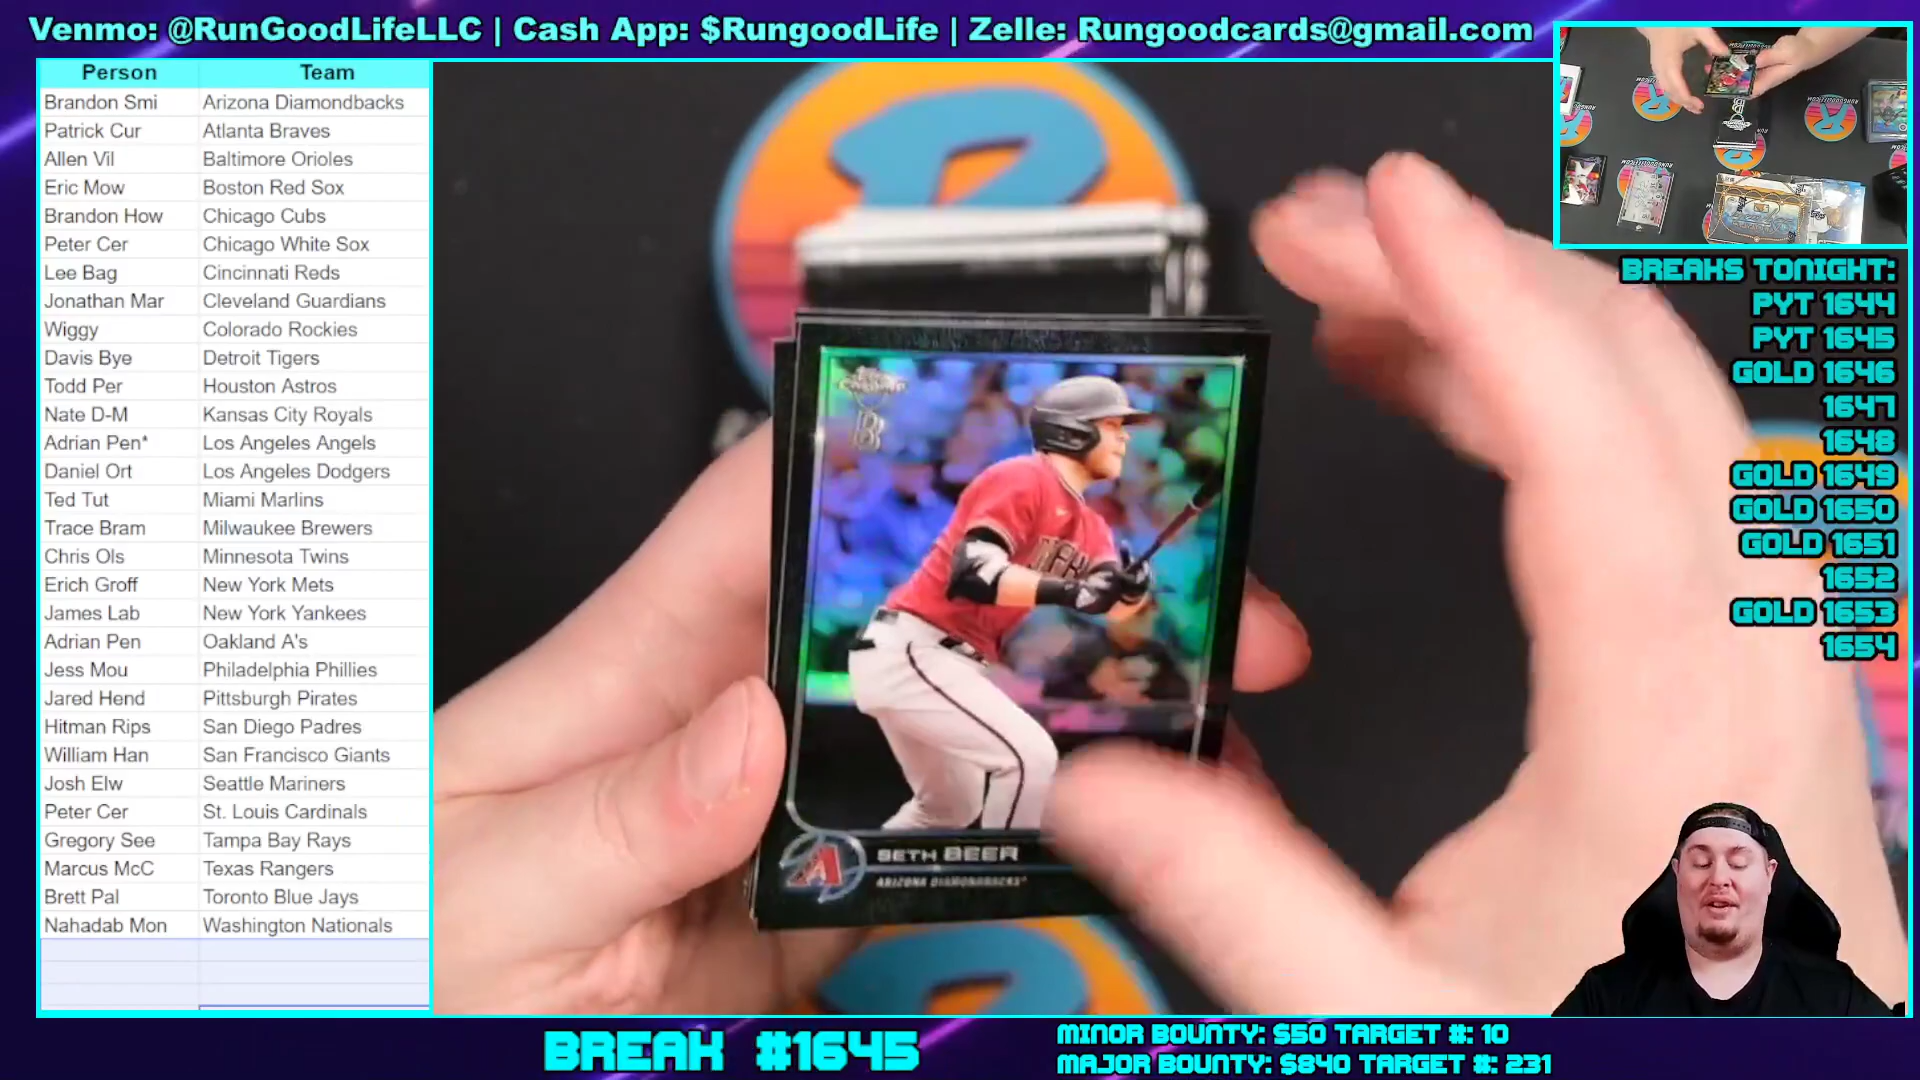 Venmo: @RunGoodLifeLLC | Cash App: $RungoodLife | Zelle: Rungoodcards@gmail.com
Person Team
Brandon Smi Arizona Diamondbacks
Patrick Cur Atlanta Braves
Allen Vil Baltimore Orioles
Eric Mow Boston Red Sox
Brandon How Chicago Cubs
Peter Cer Chicago White Sox
Lee Bag Cincinnati Reds
Jonathan Mar Cleveland Guardians
Wiggy Colorado Rockies
Davis Bye Detroit Tigers
Todd Per Houston Astros
Nate D-M Kansas City Royals
Adrian Pen* Los Angeles Angels
Daniel Ort Los Angeles Dodgers
Ted Tut Miami Marlins
Trace Bram Milwaukee Brewers
Chris Ols Minnesota Twins
Erich Groff New York Mets
James Lab New York Yankees
Adrian Pen Oakland A's
Jess Mou Philadelphia Phillies
Jared Hend Pittsburgh Pirates
Hitman Rips San Diego Padres
William Han San Francisco Giants
Josh Elw Seattle Mariners
Peter Cer St. Louis Cardinals
Gregory See Tampa Bay Rays
Marcus McC Texas Rangers
Brett Pal Toronto Blue Jays
Nahadab Mon Washington Nationals
SETH BEER
ARIZONA DIAMONDBACKS
BREAKS TONIGHT:
PYT 1644
PYT 1645
GOLD 1646
1647
1648
GOLD 1649
GOLD 1650
GOLD 1651
1652
GOLD 1653
1654
BREAK #1645
MINOR BOUNTY: $50 TARGET #: 10
MAJOR BOUNTY: $840 TARGET #: 231